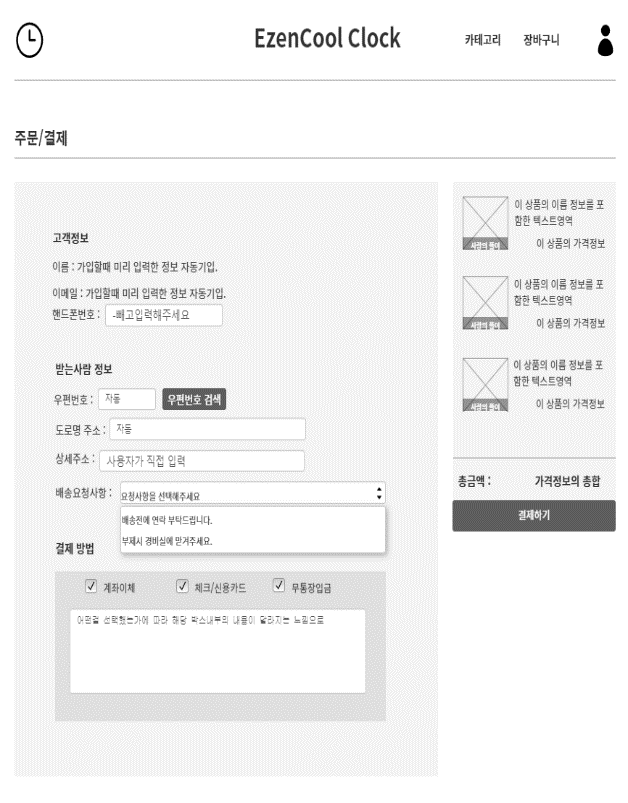 EzenCool Clock
카테고리
장바구니
주문/결제
고객정보
이름 : 가입할때 미리 입력한 정보 자동기입.
이메일 : 가입할때 미리 입력한 정보 자동기입.
핸드폰번호 : -빼고입력해주세요
받는사람 정보
우편번호 : 자동 우편번호 검색
도로명 주소 : 자동
상세주소 : 사용자가 직접 입력
배송요청사항 : 요청사항을 선택해주세요
배송전에 연락 부탁드립니다.
부재시 경비실에 맡겨주세요.
결제 방법
계좌이체 체크/신용카드 무통장입금
어떤걸 선택했는가에 따라 해당 박스내부의 내용이 달라지는 느낌으로
이 상품의 이름 정보를 포
함한 텍스트영역
이 상품의 가격정보
이 상품의 이름 정보를 포
함한 텍스트영역
이 상품의 가격정보
이 상품의 이름 정보를 포
함한 텍스트영역
이 상품의 가격정보
총금액 : 가격정보의 총합
결제하기